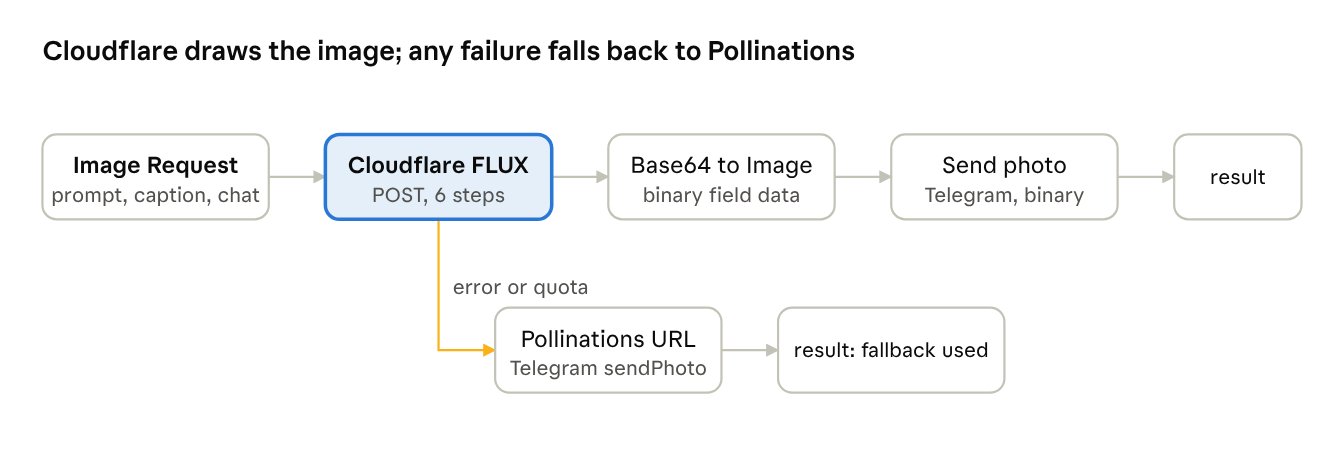 Cloudflare draws the image; any failure falls back to Pollinations
Image Request
prompt, caption, chat
Cloudflare FLUX
POST, 6 steps
Base64 to Image
binary field data
Send photo
Telegram, binary
result
error or quota
Pollinations URL
Telegram sendPhoto
result: fallback used